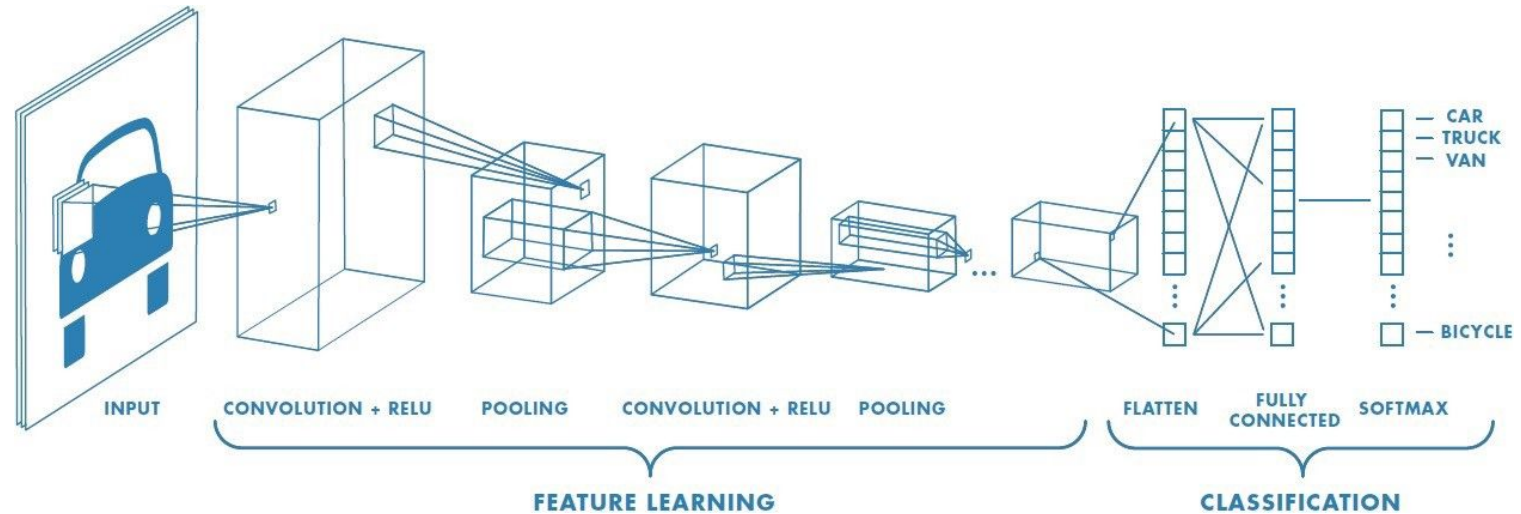 CAR
TRUCK
VAN
BICYCLE
INPUT
CONVOLUTION + RELU
POOLING
CONVOLUTION + RELU
POOLING
FLATTEN
FULLY
CONNECTED
SOFTMAX
FEATURE LEARNING
CLASSIFICATION